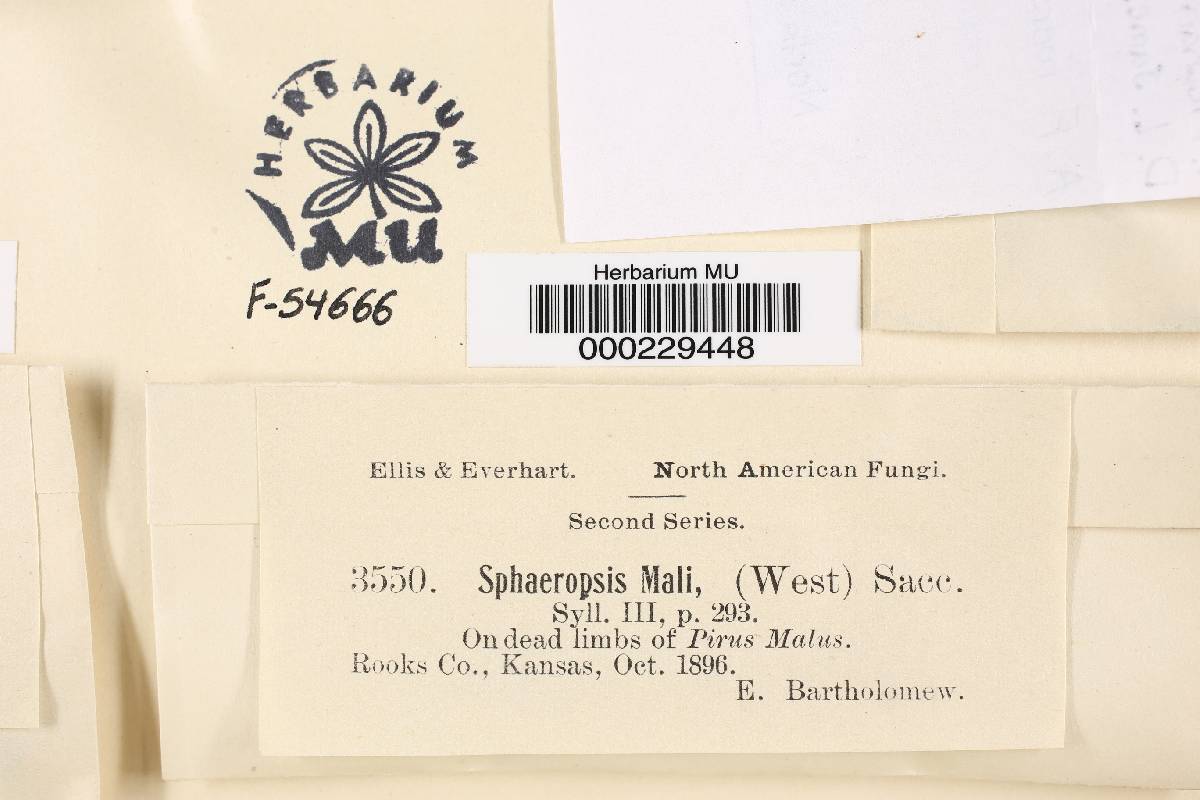 HERBARIUM
MU
F-54666
Herbarium MU
000229448
Ellis & Everhart. North American Fungi.
Second Series.
3550. Sphaeropsis Mali, (West) Sacc.
Syll. III, p. 293.
On dead limbs of Pirus Malus.
Rooks Co., Kansas, Oct. 1896.
E. Bartholomew.